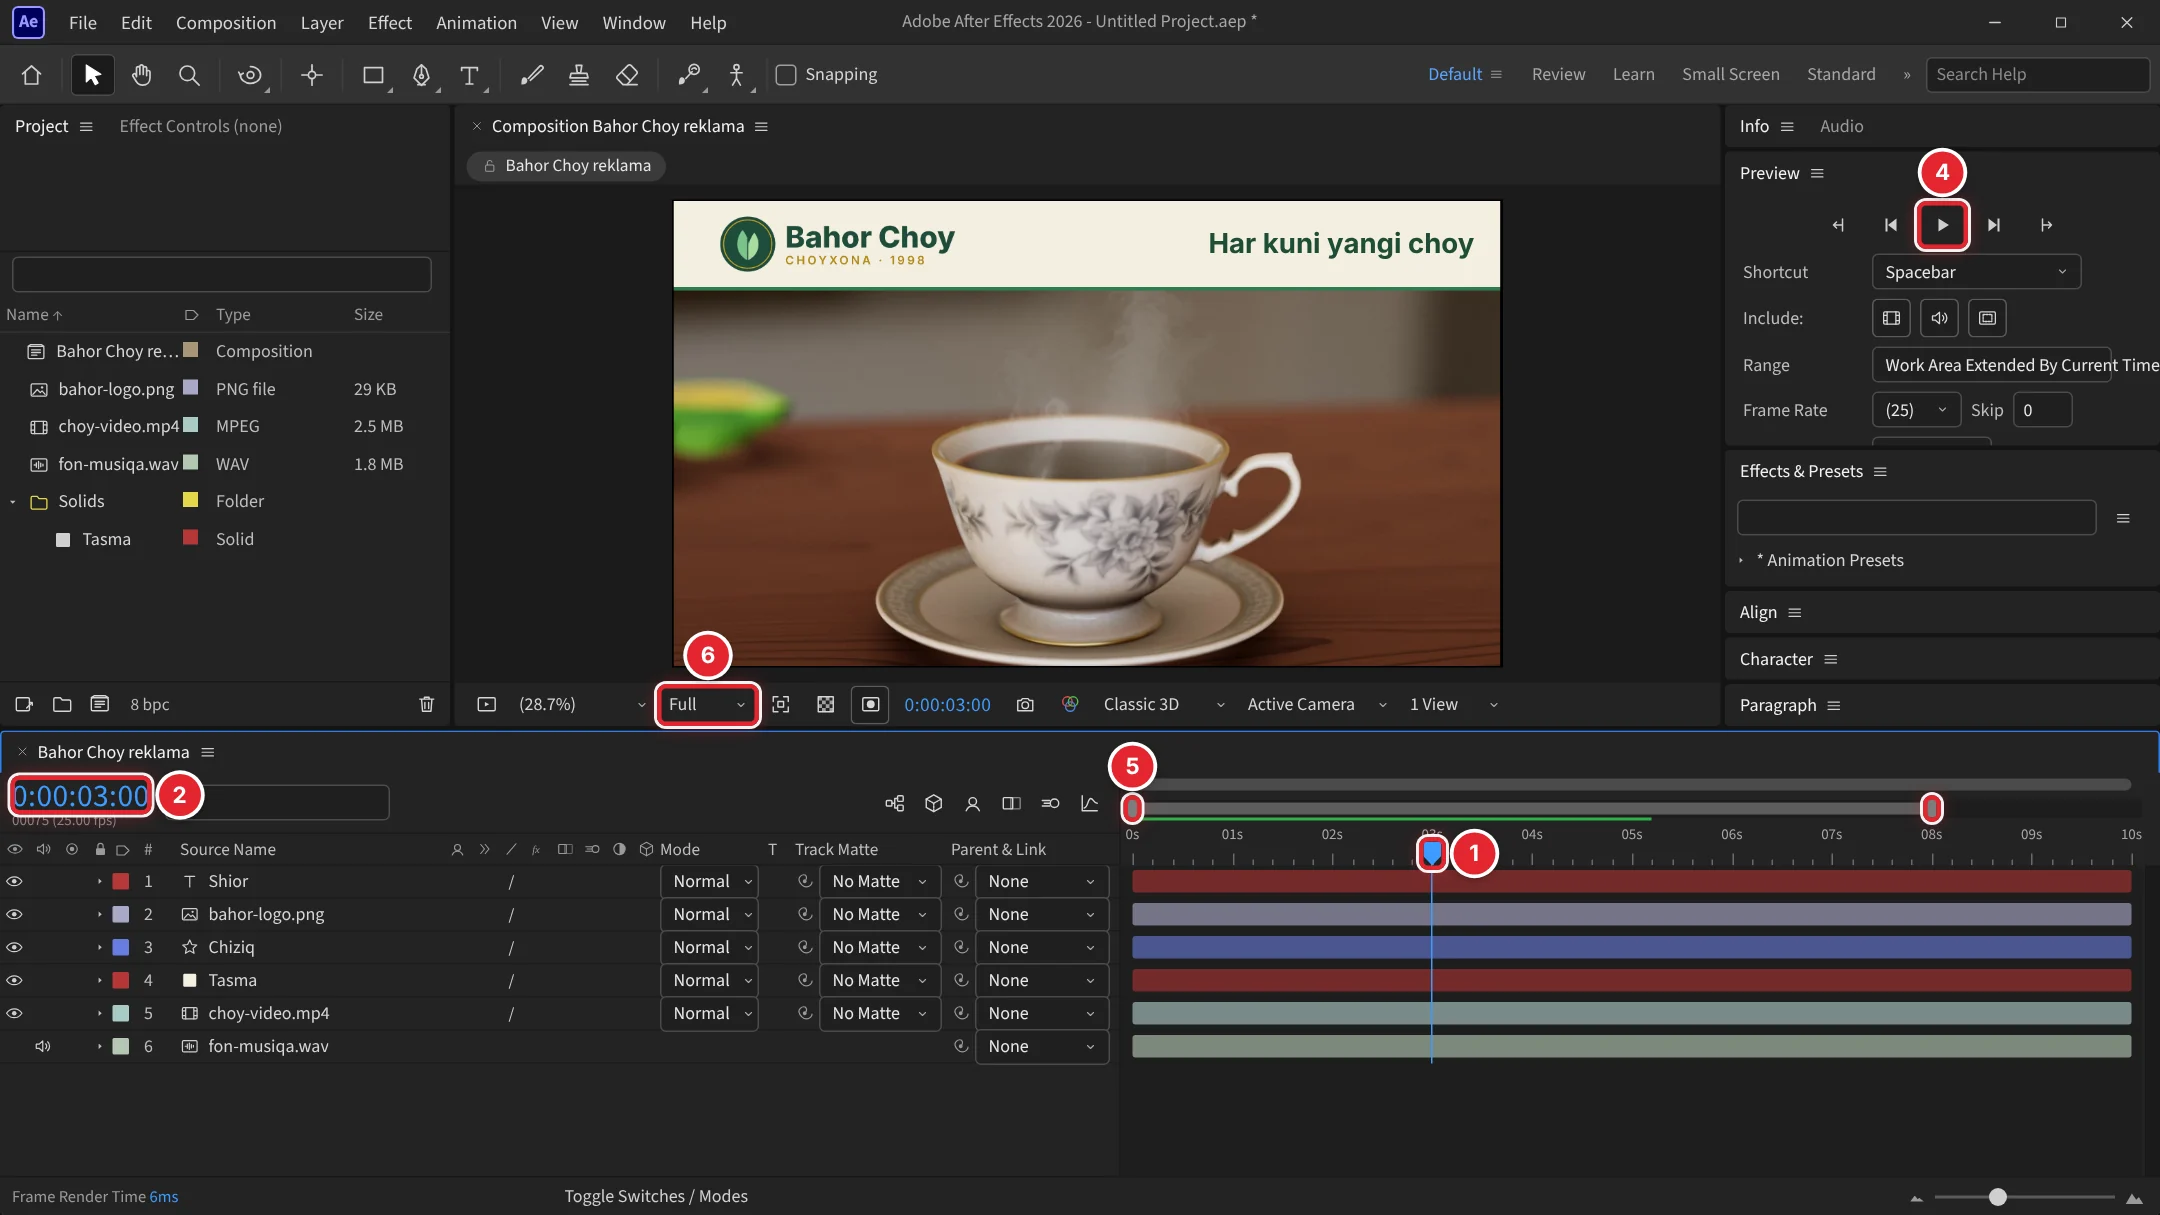 Ae File Edit Composition Layer Effect Animation View Window Help
Adobe After Effects 2026 - Untitled Project.aep *
Snapping
Default Review Learn Small Screen Standard » Search Help
Project Effect Controls (none)
Composition Bahor Choy reklama
Bahor Choy reklama
Info Audio
Preview
4
Bahor Choy
CHOYXONA · 1998
Har kuni yangi choy
Shortcut Spacebar
Include:
Range Work Area Extended By Current Time
Frame Rate (25) Skip 0
Name Type Size
Bahor Choy re... Composition
bahor-logo.png PNG file 29 KB
choy-video.mp4 MPEG 2.5 MB
fon-musiqa.wav WAV 1.8 MB
Solids Folder
Tasma Solid
Effects & Presets
* Animation Presets
Align
Character
Paragraph
6
8 bpc
(28.7%) Full 0:00:03:00 Classic 3D Active Camera 1 View
Bahor Choy reklama
5
0:00:03:00 2
00075 (25.00 fps)
0s 01s 02s 03s 04s 05s 06s 07s 08s 09s 10s
1
# Source Name fx Mode T Track Matte Parent & Link
1 T Shior Normal No Matte None
2 bahor-logo.png Normal No Matte None
3 Chiziq Normal No Matte None
4 Tasma Normal No Matte None
5 choy-video.mp4 Normal No Matte None
6 fon-musiqa.wav None
Frame Render Time 6ms
Toggle Switches / Modes